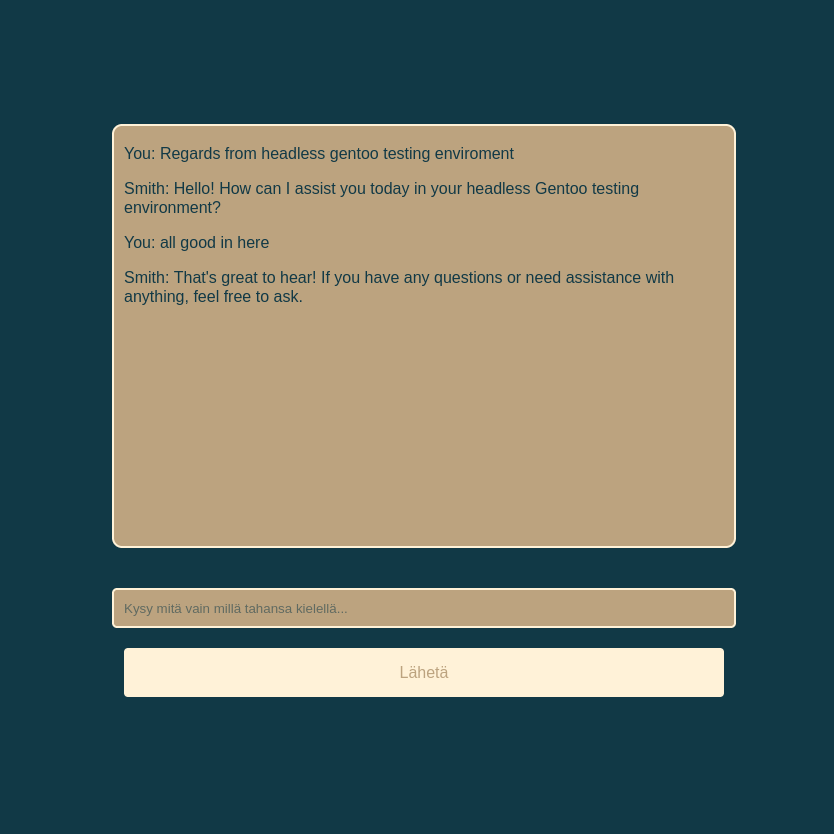 You: Regards from headless gentoo testing enviroment
Smith: Hello! How can I assist you today in your headless Gentoo testing
environment?
You: all good in here
Smith: That's great to hear! If you have any questions or need assistance with
anything, feel free to ask.
Kysy mitä vain millä tahansa kielellä...
Lähetä